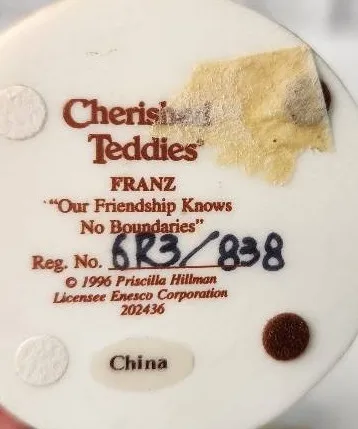 Cherished
Teddies
FRANZ
"Our Friendship Knows
No Boundaries"
Reg. No. 6R3/838
© 1996 Priscilla Hillman
Licensee Enesco Corporation
202436
China